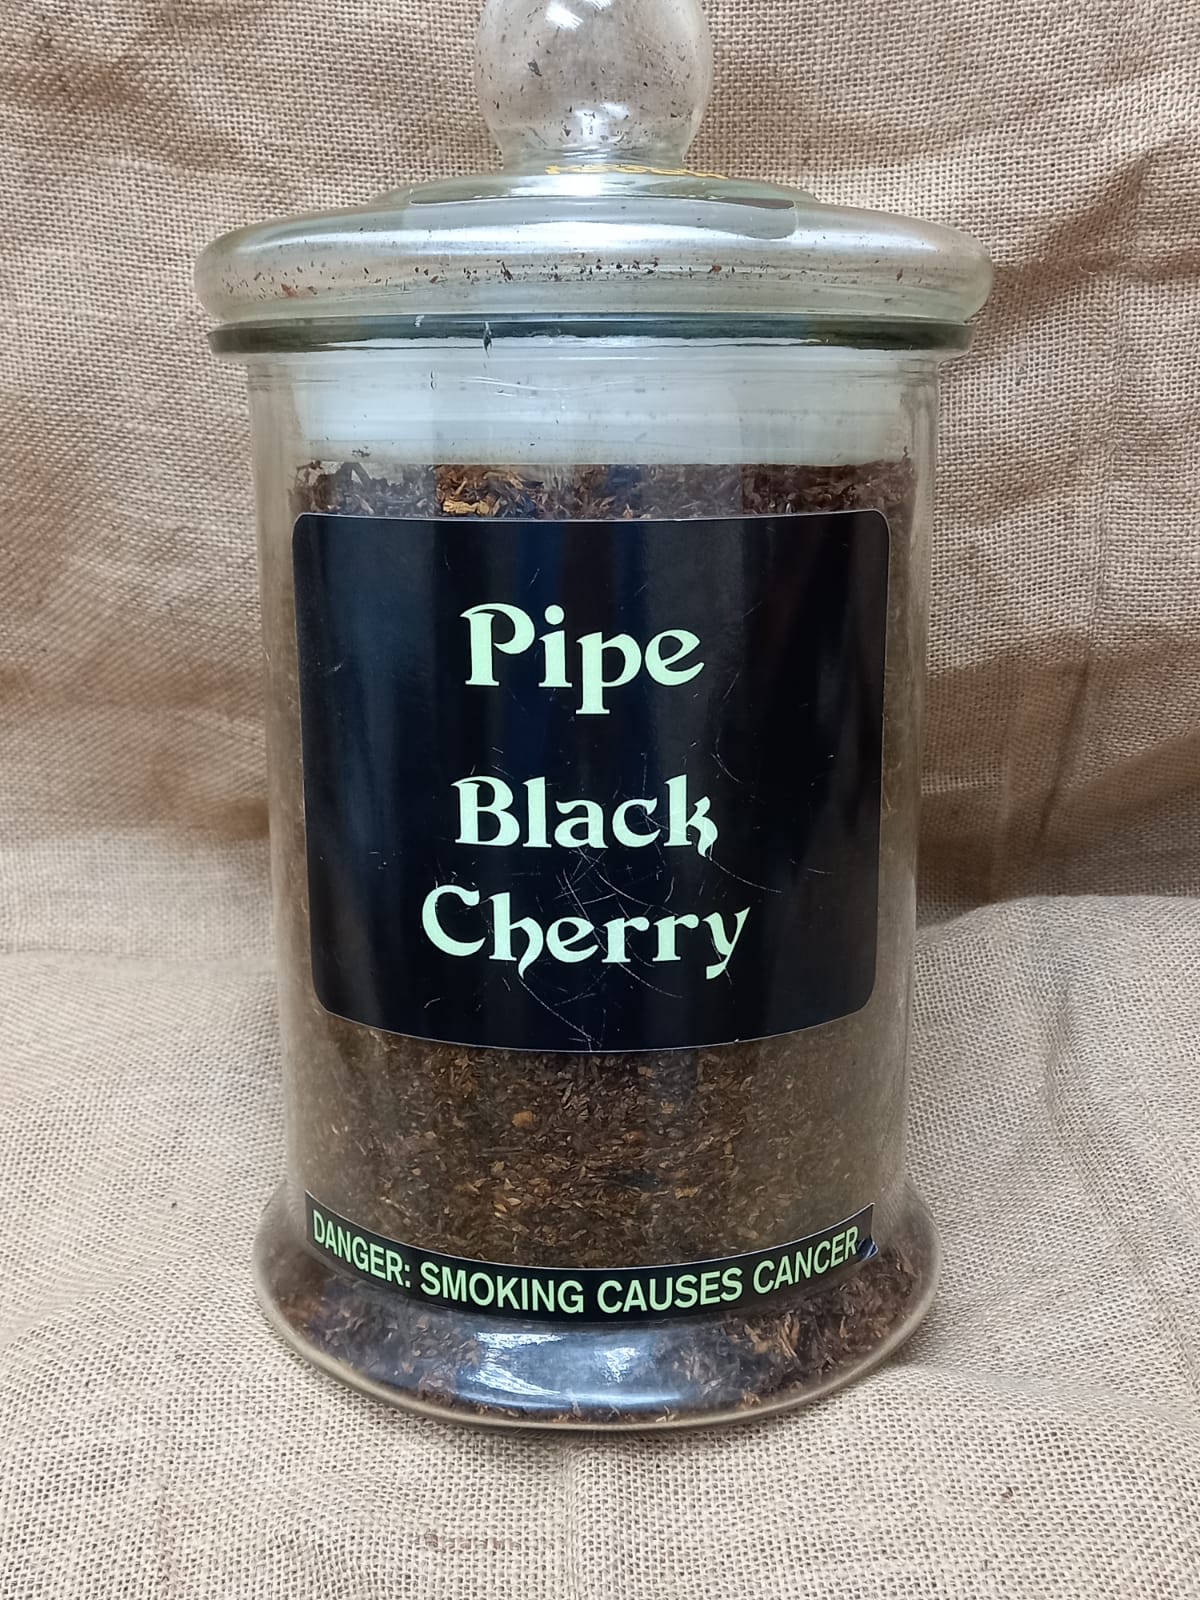 Pipe
Black
Cherry
DANGER: SMOKING CAUSES CANCER